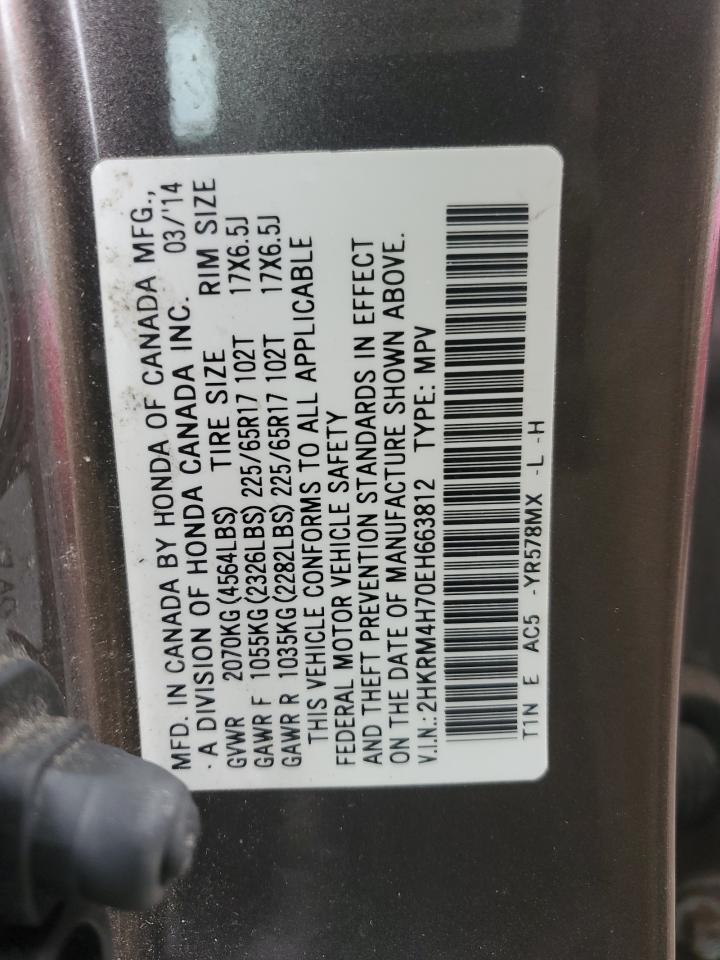 MFD. IN CANADA BY HONDA OF CANADA MFG.,
· A DIVISION OF HONDA CANADA INC. 03/'14
GVWR 2070KG (4564LBS) TIRE SIZE RIM SIZE
GAWR F 1055KG (2326LBS) 225/65R17 102T 17X6.5J
GAWR R 1035KG (2282LBS) 225/65R17 102T 17X6.5J
THIS VEHICLE CONFORMS TO ALL APPLICABLE
FEDERAL MOTOR VEHICLE SAFETY
AND THEFT PREVENTION STANDARDS IN EFFECT
ON THE DATE OF MANUFACTURE SHOWN ABOVE.
V.I.N.: 2HKRM4H70EH663812 TYPE: MPV
T1N E AC5 -YR578MX -L -H